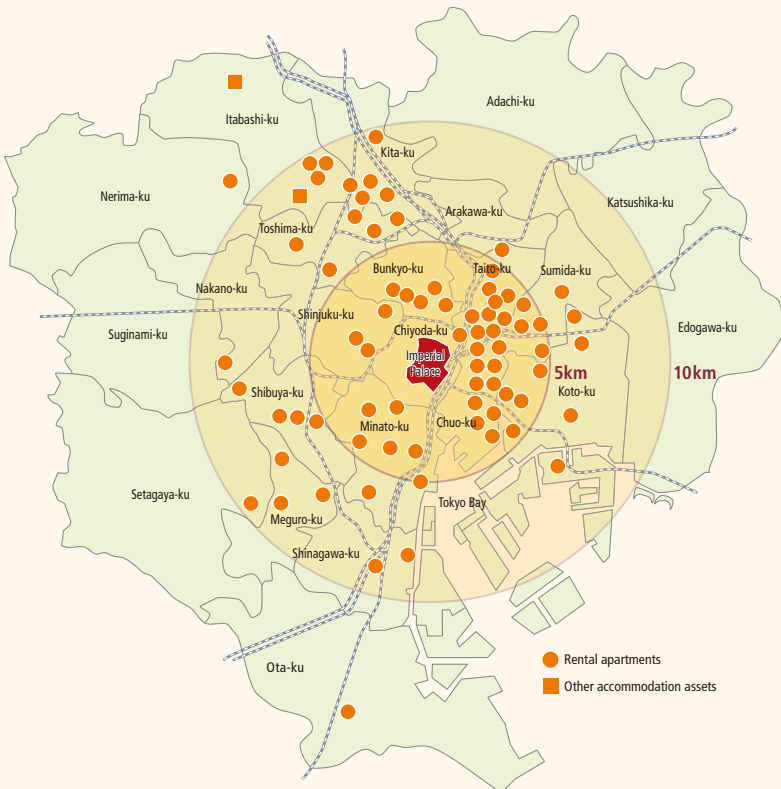 Adachi-ku
Itabashi-ku
Kita-ku
Nerima-ku
Katsushika-ku
Arakawa-ku
Toshima-ku
Bunkyo-ku
Taito-ku
Sumida-ku
Nakano-ku
Shinjuku-ku
Chiyoda-ku
Edogawa-ku
Suginami-ku
Imperial
Palace
5km
10km
Shibuya-ku
Koto-ku
Minato-ku
Chuo-ku
Setagaya-ku
Tokyo Bay
Meguro-ku
Shinagawa-ku
Ota-ku
Rental apartments
Other accommodation assets